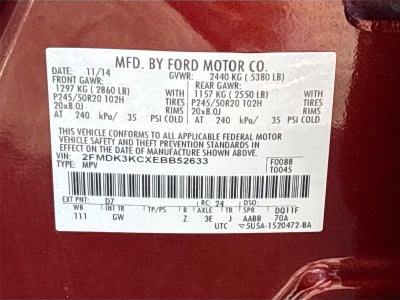 MFD. BY FORD MOTOR CO.
DATE: 11/14 GVWR: 2440 KG ( 5380 LB)
FRONT GAWR: REAR GAWR:
1297 KG ( 2860 LB) 1157 KG ( 2550 LB)
P245/50R20 102H TIRES P245/50R20 102H TIRES
20x8.0J RIMS 20x8.0J RIMS
AT 240 kPa/ 35 PSI COLD AT 240 kPa/ 35 PSI COLD
THIS VEHICLE CONFORMS TO ALL APPLICABLE FEDERAL MOTOR
VEHICLE SAFETY AND THEFT PREVENTION STANDARDS IN EFFECT
ON THE DATE OF MANUFACTURE SHOWN ABOVE.
VIN: 2FMDK3KCXEBB52633 F0088
TYPE: MPV T0045
EXT PNT: D7 RC: 24 DSO:
WB INT TR TP/PS R AXLE TR SPR DQ11F
111 GW Z 3E J AABB 70A
UTC ▽5U5A-1520472-BA